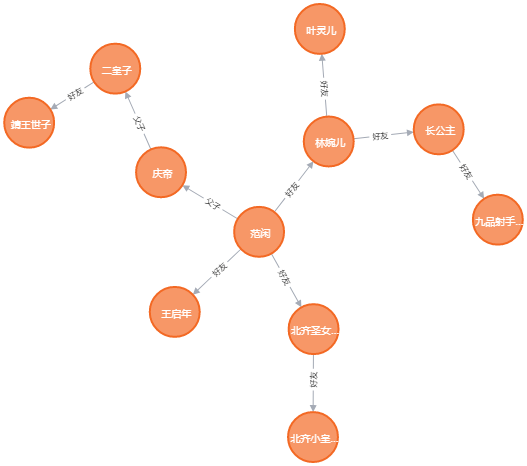 叶灵儿
好友
二皇子
好友
靖王世子
父子
林婉儿
好友
长公主
好友
九品射手...
庆帝
父子
好友
范闲
好友
王启年
好友
北齐圣女...
好友
北齐小皇...